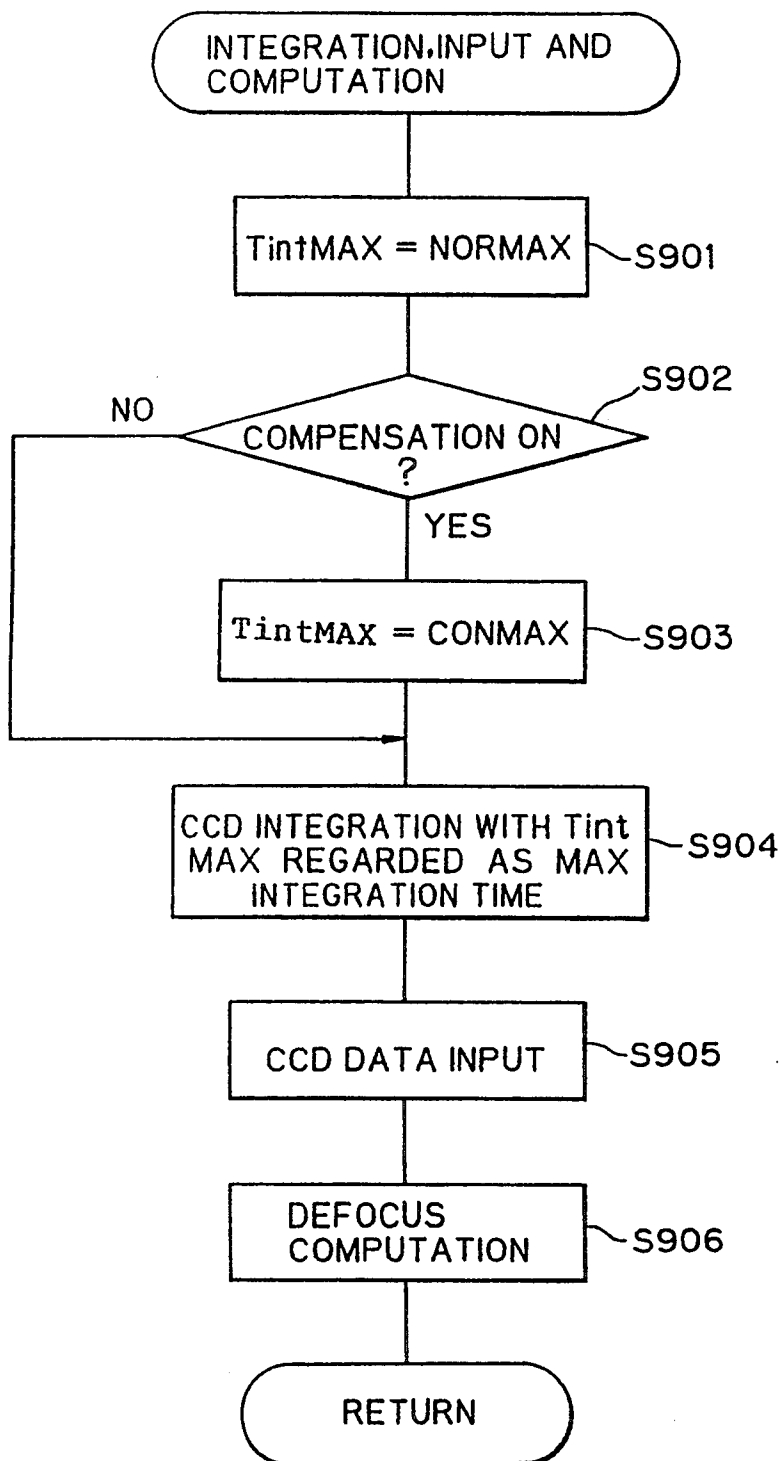 INTEGRATION.INPUT AND
COMPUTATION
TintMAX = NORMAX
S901
S902
NO
COMPENSATION ON
?
YES
TintMAX = CONMAX
S903
CCD INTEGRATION WITH Tint
MAX REGARDED AS MAX
INTEGRATION TIME
S904
CCD DATA INPUT
S905
DEFOCUS
COMPUTATION
S906
RETURN